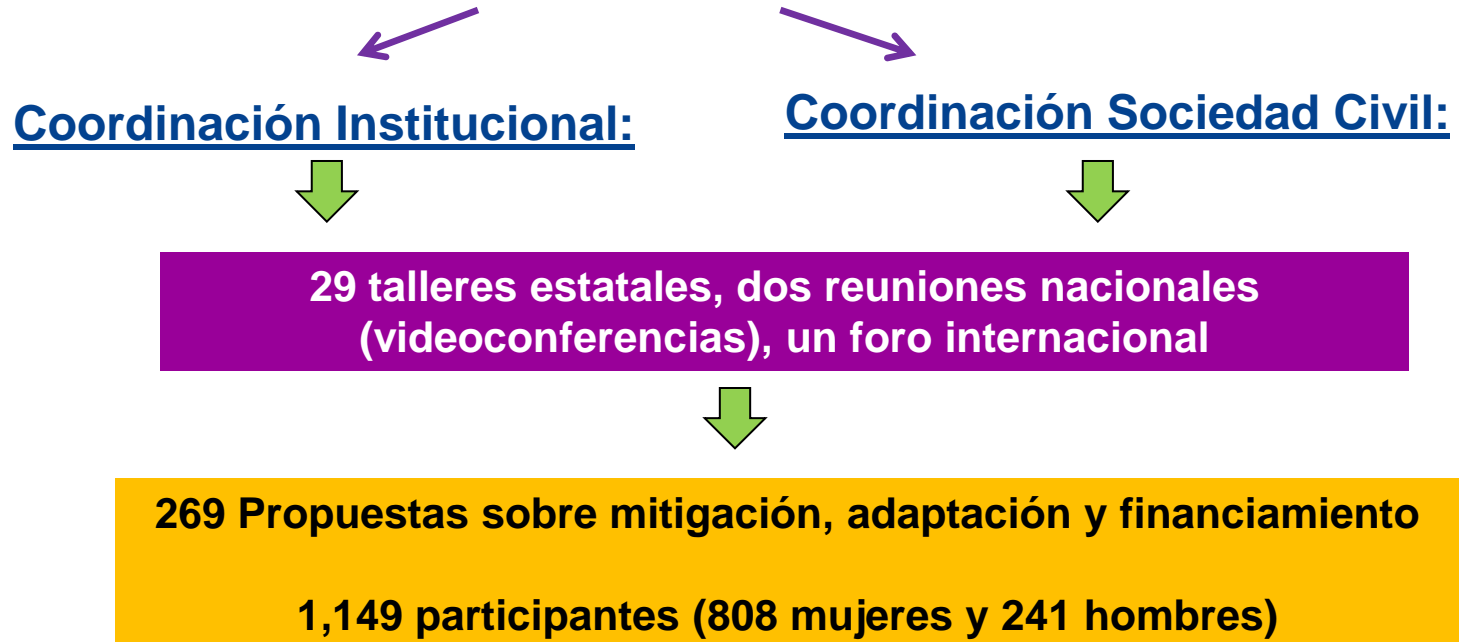 Coordinación Institucional:
Coordinación Sociedad Civil:
29 talleres estatales, dos reuniones nacionales
(videoconferencias), un foro internacional
269 Propuestas sobre mitigación, adaptación y financiamiento
1,149 participantes (808 mujeres y 241 hombres)